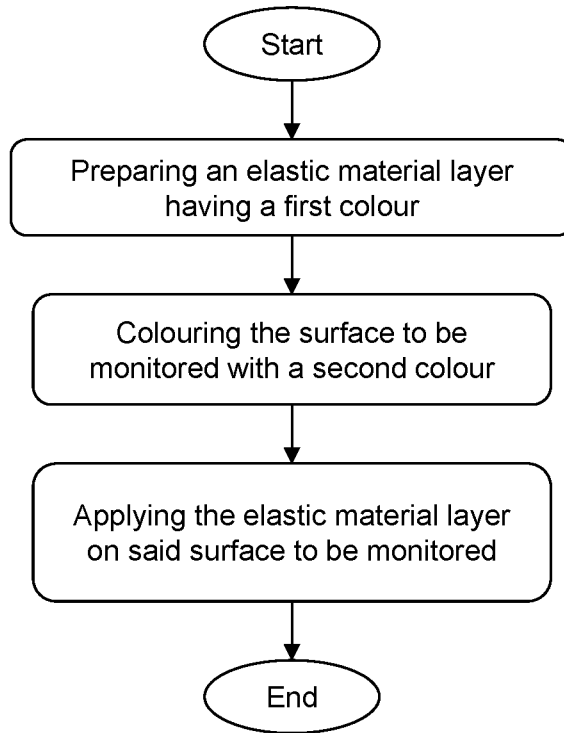 Start
Preparing an elastic material layer
having a first colour
Colouring the surface to be
monitored with a second colour
Applying the elastic material layer
on said surface to be monitored
End